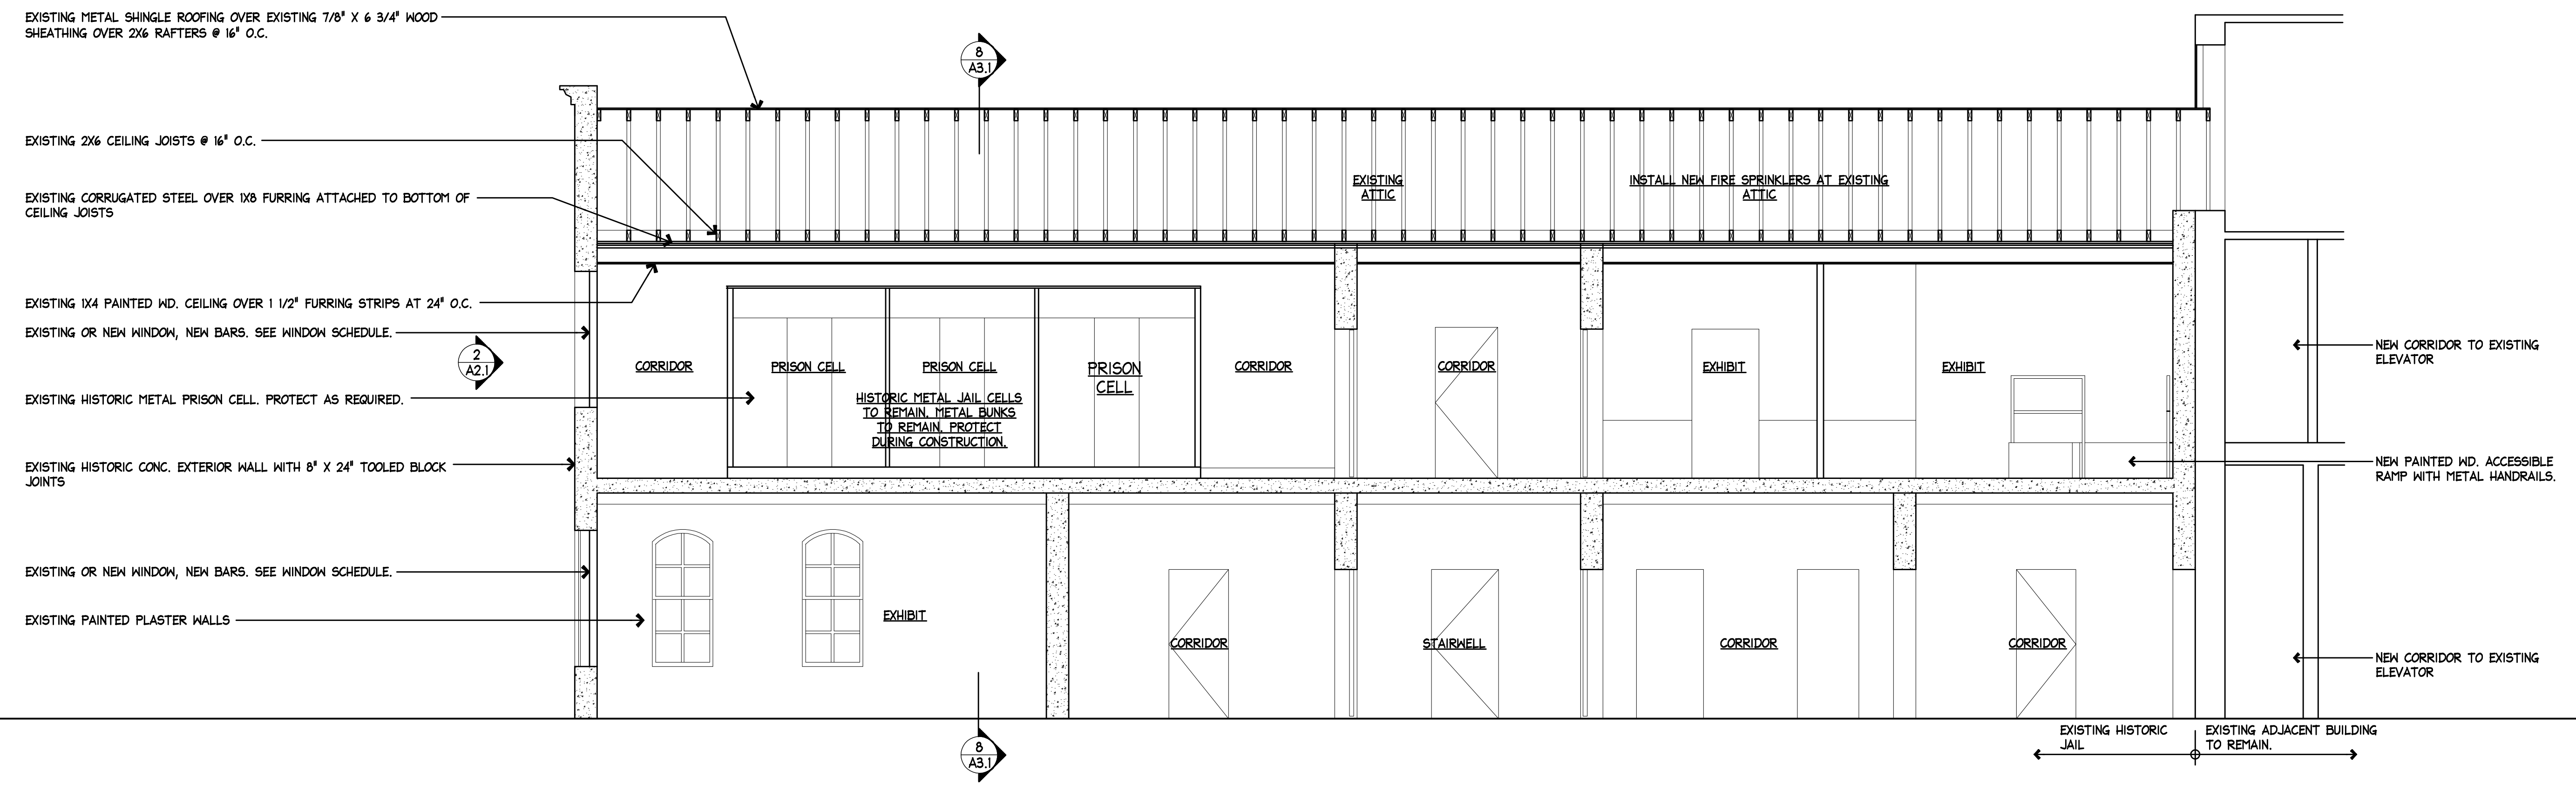 EXISTING METAL SHINGLE ROOFING OVER EXISTING 7/8" X 6 3/4" WOOD
SHEATHING OVER 2X6 RAFTERS @ 16" O.C.
8
A3.1
EXISTING 2X6 CEILING JOISTS @ 16" O.C.
EXISTING
ATTIC
INSTALL NEW FIRE SPRINKLERS AT EXISTING
ATTIC
EXISTING CORRUGATED STEEL OVER 1X8 FURRING ATTACHED TO BOTTOM OF
CEILING JOISTS
EXISTING 1X4 PAINTED WD. CEILING OVER 1 1/2" FURRING STRIPS AT 24" O.C.
EXISTING OR NEW WINDOW, NEW BARS. SEE WINDOW SCHEDULE.
2
A2.1
CORRIDOR
PRISON CELL
PRISON CELL
PRISON
CELL
CORRIDOR
CORRIDOR
EXHIBIT
EXHIBIT
NEW CORRIDOR TO EXISTING
ELEVATOR
EXISTING HISTORIC METAL PRISON CELL. PROTECT AS REQUIRED.
HISTORIC METAL JAIL CELLS
TO REMAIN. METAL BUNKS
TO REMAIN. PROTECT
DURING CONSTRUCTION.
EXISTING HISTORIC CONC. EXTERIOR WALL WITH 8" X 24" TOOLED BLOCK
JOINTS
NEW PAINTED WD. ACCESSIBLE
RAMP WITH METAL HANDRAILS.
EXISTING OR NEW WINDOW, NEW BARS. SEE WINDOW SCHEDULE.
EXISTING PAINTED PLASTER WALLS
EXHIBIT
CORRIDOR
STAIRWELL
CORRIDOR
CORRIDOR
NEW CORRIDOR TO EXISTING
ELEVATOR
8
A3.1
EXISTING HISTORIC
JAIL
EXISTING ADJACENT BUILDING
TO REMAIN.